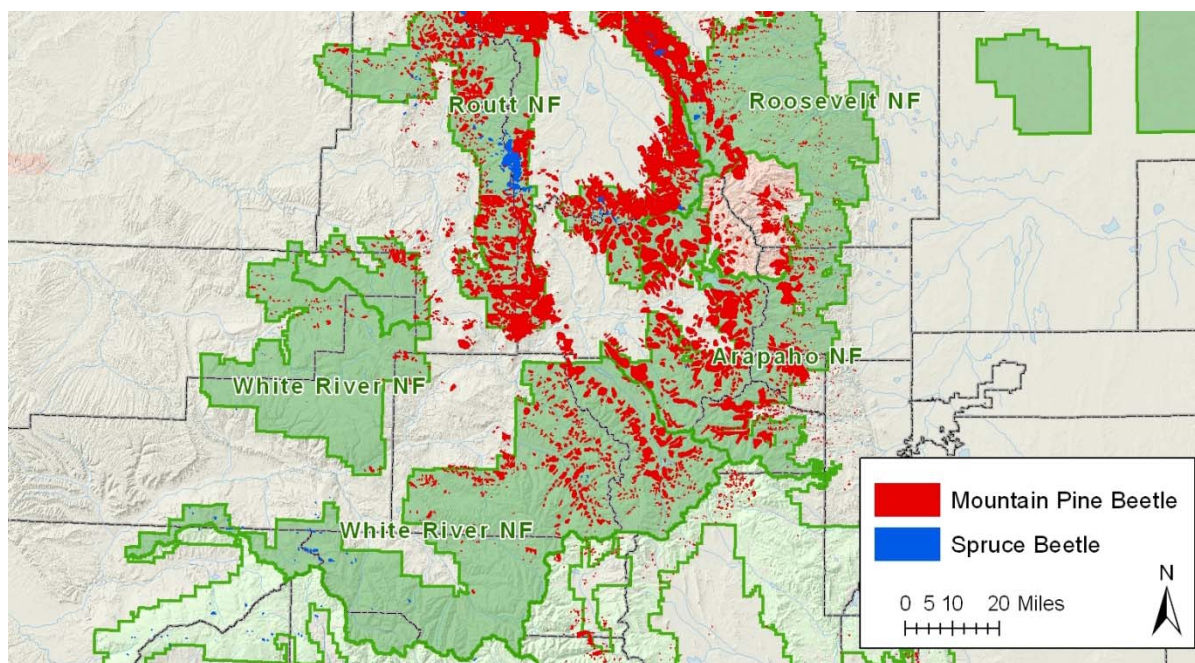 Routt NF
Roosevelt NF
Arapaho NF
White River NF
White River NF
Mountain Pine Beetle
Spruce Beetle
0 5 10 20 Miles
N